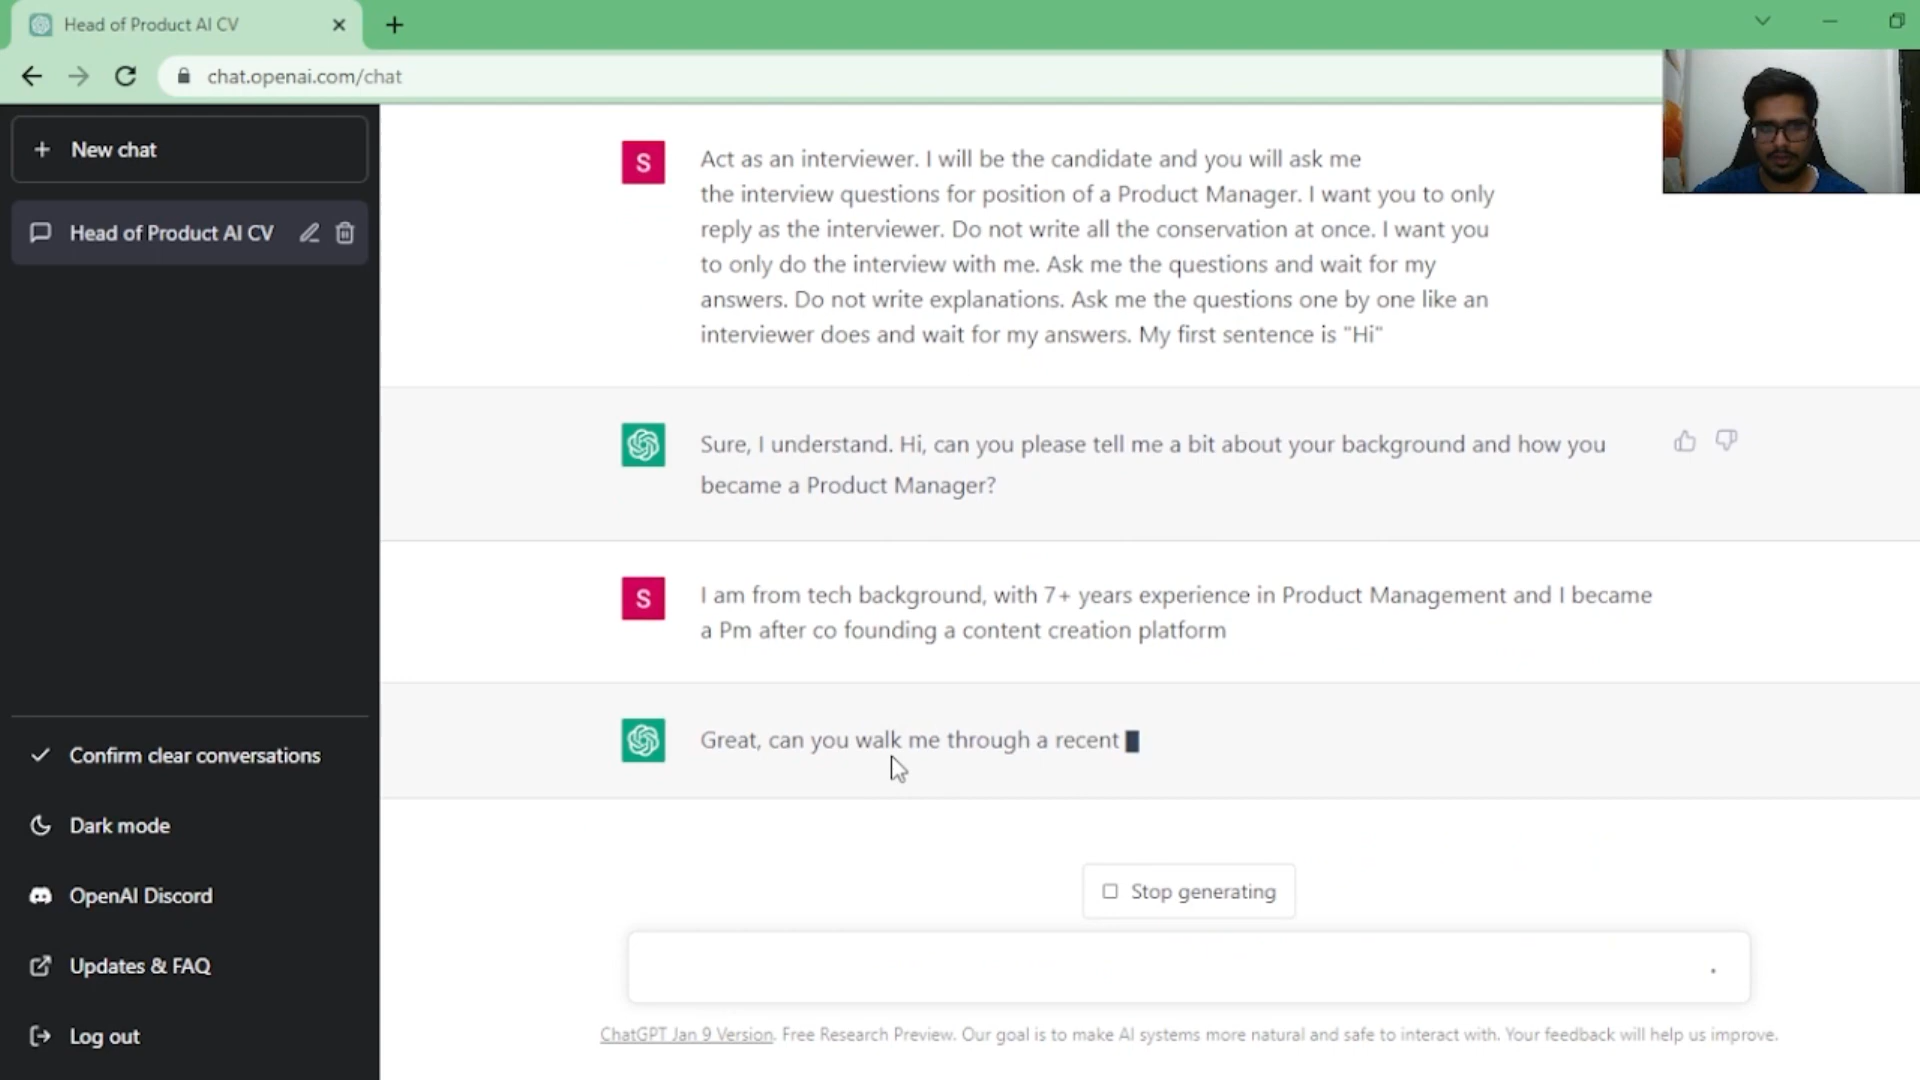 Head of Product AI CV
chat.openai.com/chat
New chat
Head of Product AI CV
Confirm clear conversations
Dark mode
OpenAI Discord
Updates & FAQ
Log out
S
Act as an interviewer. I will be the candidate and you will ask me
the interview questions for position of a Product Manager. I want you to only
reply as the interviewer. Do not write all the conservation at once. I want you
to only do the interview with me. Ask me the questions and wait for my
answers. Do not write explanations. Ask me the questions one by one like an
interviewer does and wait for my answers. My first sentence is "Hi"
Sure, I understand. Hi, can you please tell me a bit about your background and how you
became a Product Manager?
S
I am from tech background, with 7+ years experience in Product Management and I became
a Pm after co founding a content creation platform
Great, can you walk me through a recent
Stop generating
ChatGPT Jan 9 Version. Free Research Preview. Our goal is to make AI systems more natural and safe to interact with. Your feedback will help us improve.